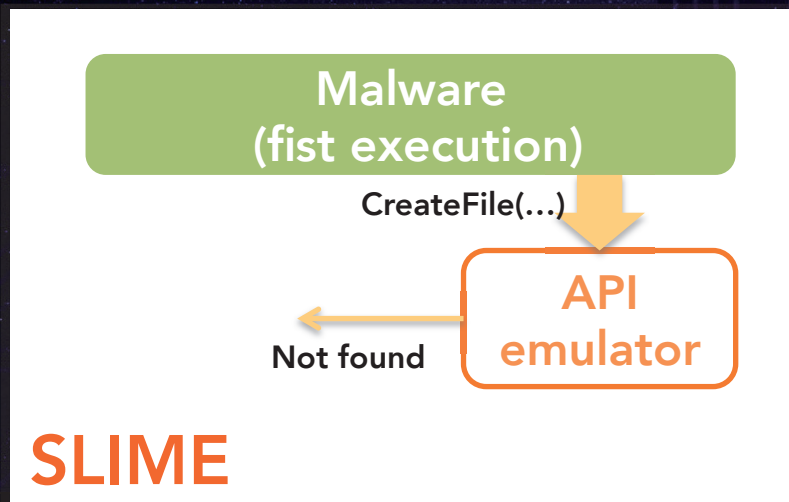 Malware
(fist execution)
CreateFile(...)
API
emulator
Not found
SLIME